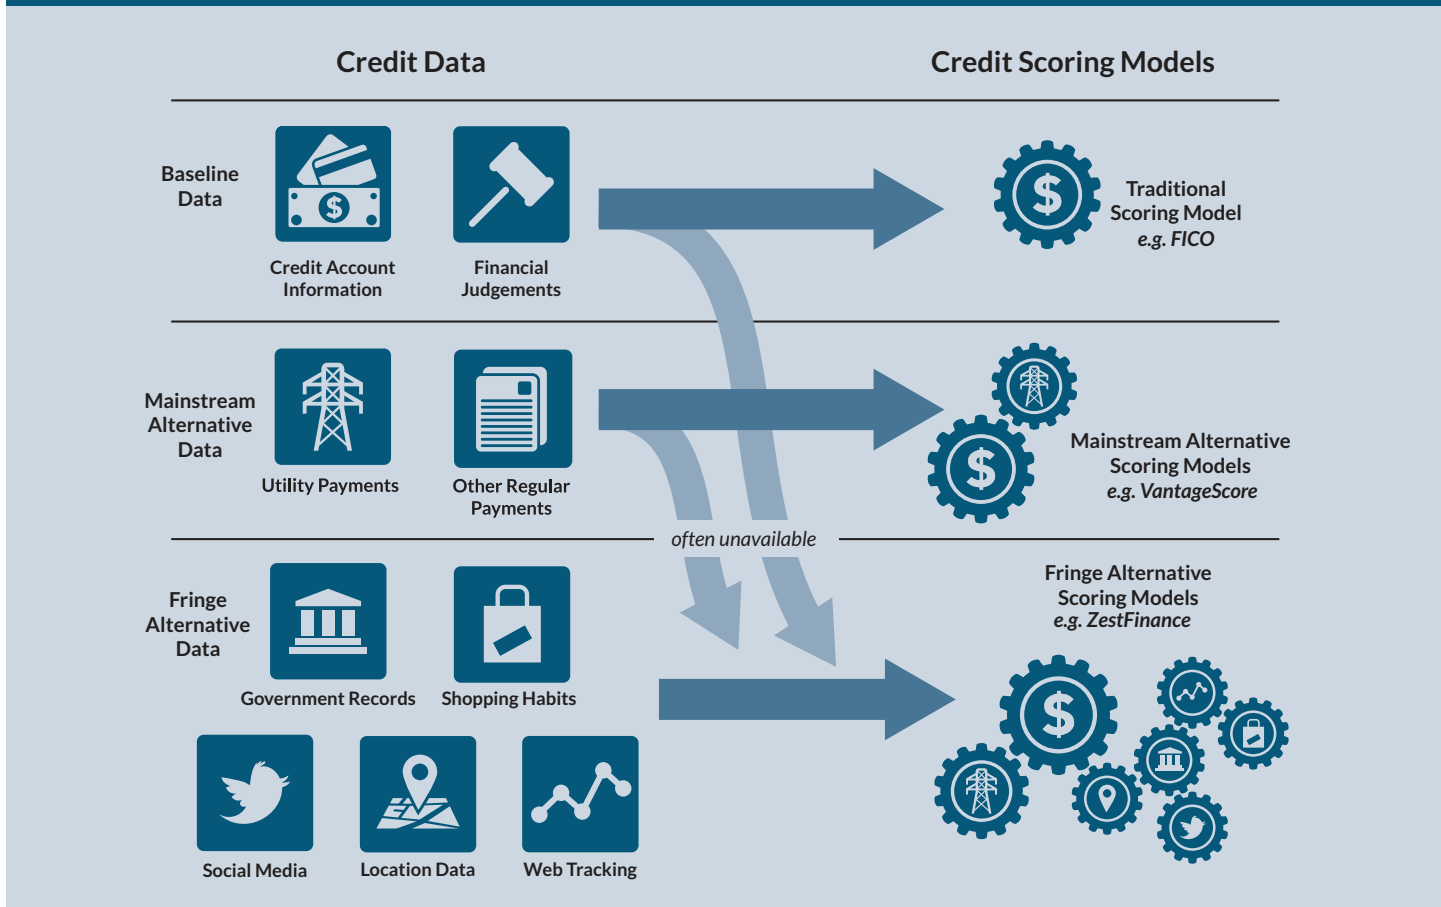 Credit Data
Credit Scoring Models
Baseline
Data
Credit Account
Information
Financial
Judgements
Traditional
Scoring Model
e.g. FICO
Mainstream
Alternative
Data
Utility Payments
Other Regular
Payments
Mainstream Alternative
Scoring Models
e.g. VantageScore
often unavailable
Fringe
Alternative
Data
Government Records
Shopping Habits
Social Media
Location Data
Web Tracking
Fringe Alternative
Scoring Models
e.g. ZestFinance